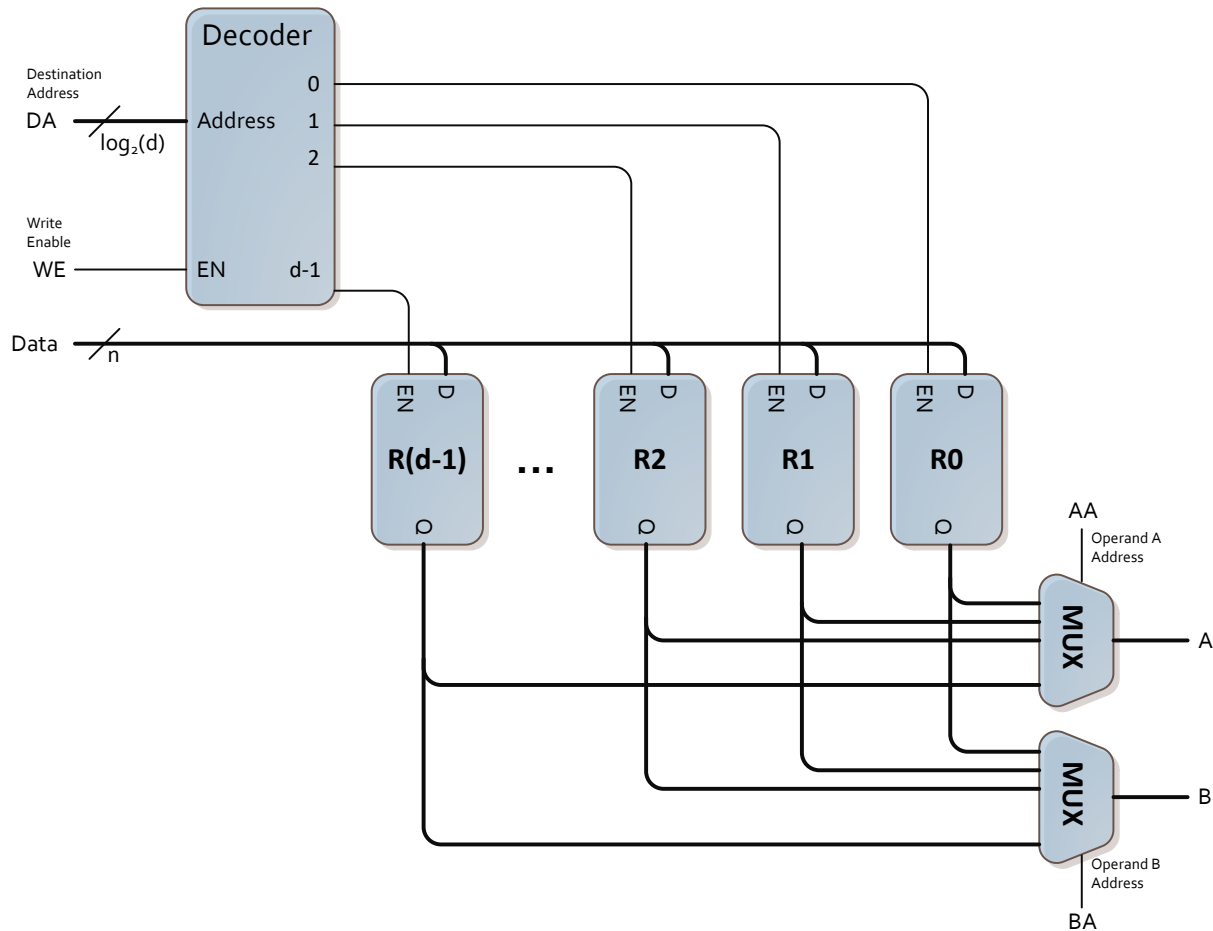 Decoder
Destination
Address
0
DA
Address
1
log₂(d)
2
Write
Enable
WE
EN
d-1
Data
n
EN
D
EN
D
EN
D
EN
D
R(d-1)
...
R2
R1
R0
Q
Q
Q
Q
AA
Operand A
Address
MUX
A
MUX
B
Operand B
Address
BA